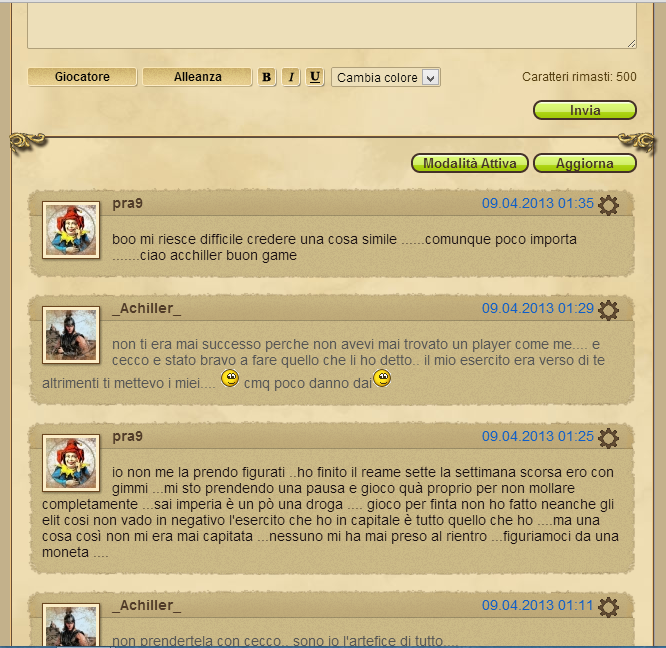 Giocatore Alleanza B I U Cambia colore Caratteri rimasti: 500
Invia
Modalità Attiva Aggiorna
pra9 09.04.2013 01:35
boo mi riesce difficile credere una cosa simile ......comunque poco importa
.......ciao acchiller buon game
_Achiller_ 09.04.2013 01:29
non ti era mai successo perche non avevi mai trovato un player come me.... e
cecco e stato bravo a fare quello che li ho detto.. il mio esercito era verso di te
altrimenti ti mettevo i miei.... cmq poco danno dai
pra9 09.04.2013 01:25
io non me la prendo figurati ..ho finito il reame sette la settimana scorsa ero con
gimmi ...mi sto prendendo una pausa e gioco quà proprio per non mollare
completamente ...sai imperia è un pò una droga .... gioco per finta non ho fatto neanche gli
elit cosi non vado in negativo l'esercito che ho in capitale è tutto quello che ho ....ma una
cosa così non mi era mai capitata ...nessuno mi ha mai preso al rientro ...figuriamoci da una
moneta ....
_Achiller_ 09.04.2013 01:11
non prendertela con cecco.. sono io l'artefice di tutto....